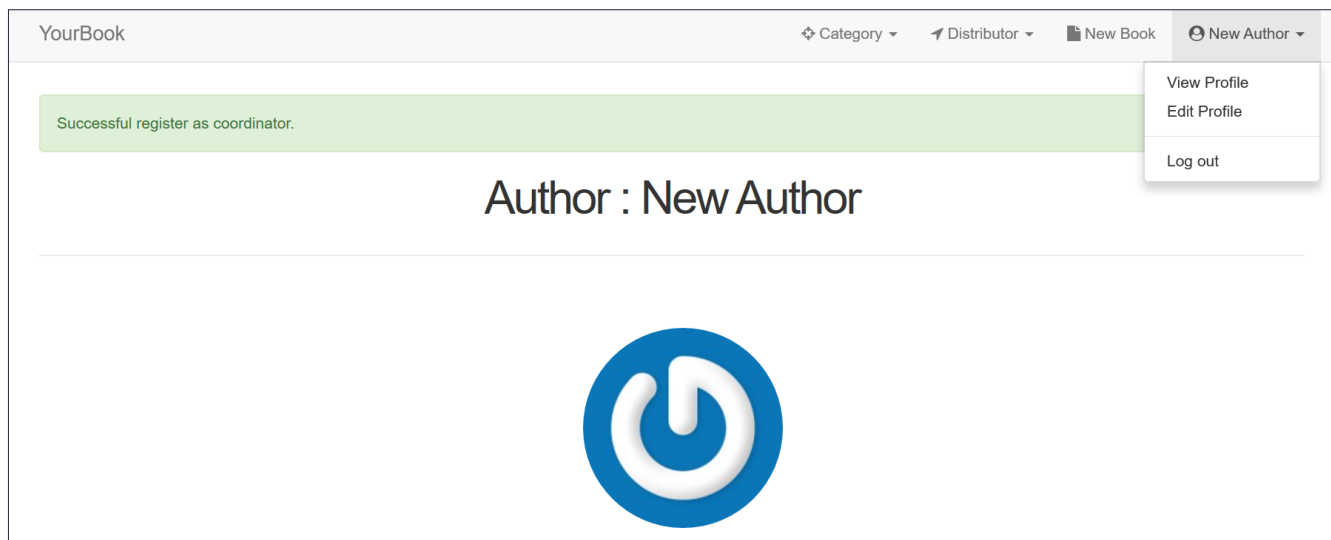 YourBook Category Distributor New Book New Author
View Profile
Edit Profile
Successful register as coordinator.
Log out
Author : New Author